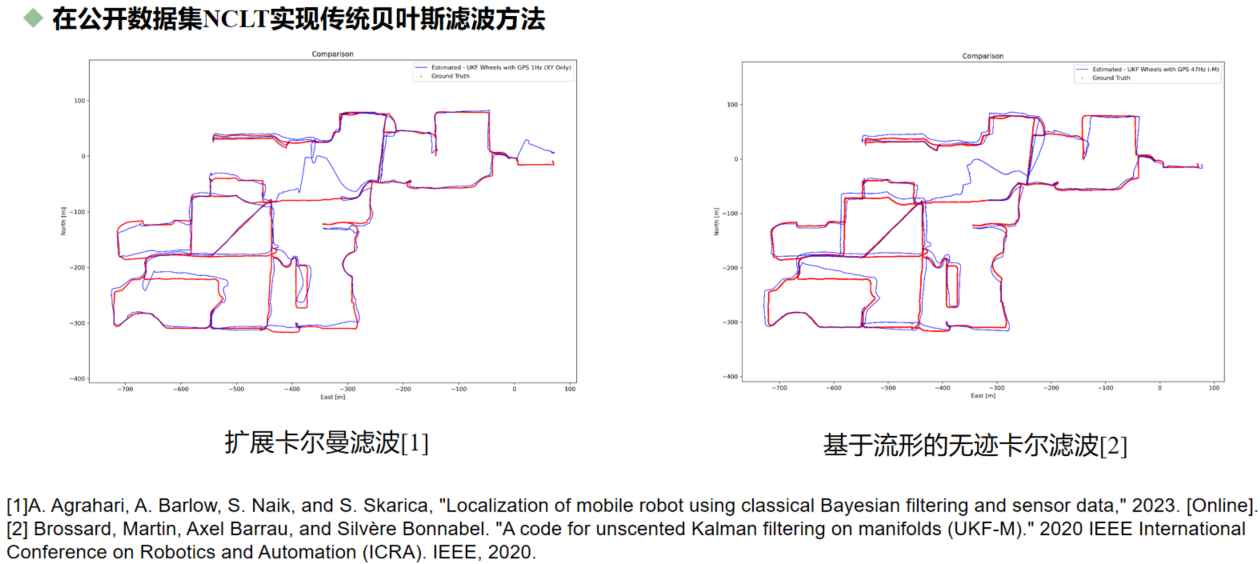 在公开数据集NCLT实现传统贝叶斯滤波方法
Comparison
Estimated - UKF Wheels with GPS 1Hz (XY Only)
Ground Truth
100
0
−100
−200
−300
−400
North [m]
−700 −600 −500 −400 −300 −200 −100 0 100
East [m]
扩展卡尔曼滤波[1]
Comparison
Estimated - UKF Wheels with GPS 47Hz (-M)
Ground Truth
100
0
−100
−200
−300
−400
North [m]
−700 −600 −500 −400 −300 −200 −100 0 100
East [m]
基于流形的无迹卡尔滤波[2]
[1]A. Agrahari, A. Barlow, S. Naik, and S. Skarica, "Localization of mobile robot using classical Bayesian filtering and sensor data," 2023. [Online].
[2] Brossard, Martin, Axel Barrau, and Silvère Bonnabel. "A code for unscented Kalman filtering on manifolds (UKF-M)." 2020 IEEE International
Conference on Robotics and Automation (ICRA). IEEE, 2020.